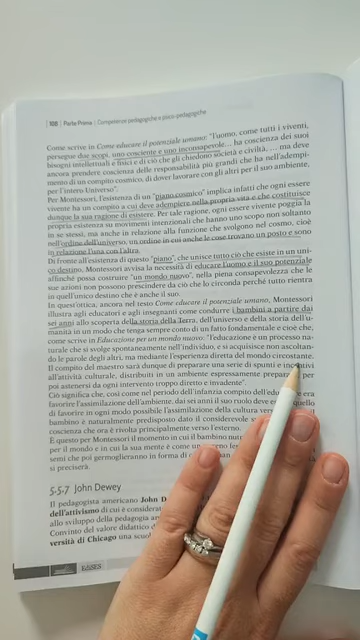 108 | Parte Prima | Competenze pedagogiche e psico-pedagogiche
Come scrive in Come educare il potenziale umano: "l'uomo, come tutti i viventi,
persegue due scopi, uno cosciente e uno inconsapevole… ha coscienza dei suoi
bisogni intellettuali e fisici e di ciò che gli chiedono società e civiltà, … ma deve
ancora prendere coscienza delle responsabilità più grandi che ha nell'adempi-
mento di un compito cosmico, di dover favorare con gli altri per il suo ambiente,
per l'intero Universo".
Per Montessori, l'esistenza di un "piano cosmico" implica infatti che ogni essere
vivente ha un compito a cui deve adempiere nella propria vita e che costituisce
dunque la sua ragione di esistere. Per tale ragione, ogni essere vivente poggia la
propria esistenza su movimenti intenzionali che hanno uno scopo non soltanto
in se stessi, ma anche in relazione alla funzione che svolgono nel cosmo, cioè
nell'ordine dell'universo, un ordine in cui anche le cose trovano un posto e sono
in relazione l'una con l'altra.
Di fronte all'esistenza di questo "piano", che unisce tutto ciò che esiste in un uni-
co destino, Montessori avvisa la necessità di educare l'uomo e il suo potenziale
affinché possa costruire "un mondo nuovo", nella piena consapevolezza che le
sue azioni non possono prescindere da ciò che lo circonda perché tutto rientra
in quell'unico destino che è anche il suo.
In quest'ottica, ancora nel testo Come educare il potenziale umano, Montessori
illustra agli educatori e agli insegnanti come condurre i bambini a partire dai
sei anni allo scoperto della storia della Terra, dell'universo e della storia dell'u-
manità in un modo che tenga sempre conto di un fatto fondamentale e cioè che,
come scrive in Educazione per un mondo nuovo: "l'educazione è un processo na-
turale che si svolge spontaneamente nell'individuo, e si acquisisce non ascoltan-
do le parole degli altri, ma mediante l'esperienza diretta del mondo circostante.
Il compito del maestro sarà dunque di preparare una serie di spunti e
all'attività culturale, distribuiti in un ambiente espressamente preparato per
poi astenersi da ogni intervento troppo diretto e invadente".
Ciò significa che, così come nel periodo dell'infanzia compito dell'edu era
favorire l'assimilazione dell'ambiente, dai sei anni il suo ruolo deve quello
di favorire in ogni modo possibile l'assimilazione della cultura
bambino è naturalmente predisposto dato il considerevole
coscienza che ora è rivolta principalmente verso l'esterno.
È questo per Montessori il momento in cui il bambino
per il mondo e in cui la sua mente è come un
semi che poi germoglieranno in forma di
si preciserà.
5-5-7 John Dewey
Il pedagogista americano John D
dell'attivismo di cui è considerat
allo sviluppo della pedagogia
Convinto del valore didattico d
versità di Chicago una scuol
EdiSES